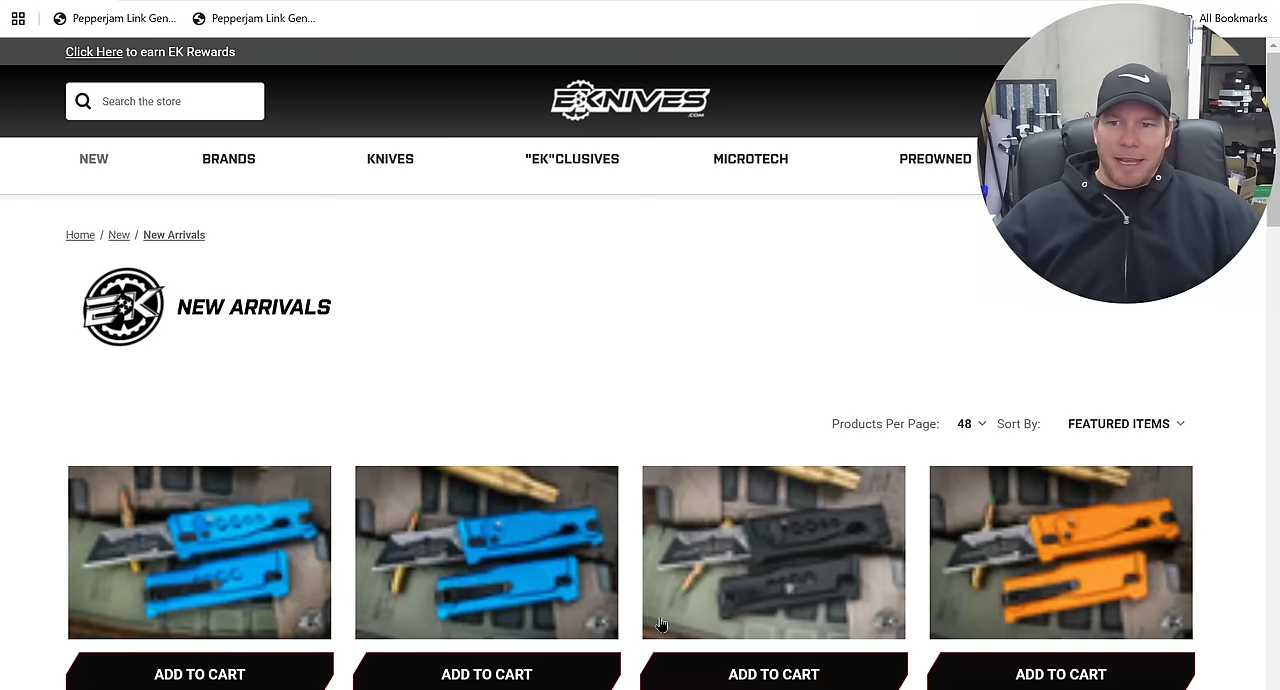 Pepperjam Link Gen... Pepperjam Link Gen... All Bookmarks
Click Here to earn EK Rewards
Search the store
EKNIVES
.COM
NEW BRANDS KNIVES "EK"CLUSIVES MICROTECH PREOWNED
Home / New / New Arrivals
EK NEW ARRIVALS
Products Per Page: 48 Sort By: FEATURED ITEMS
ADD TO CART ADD TO CART ADD TO CART ADD TO CART